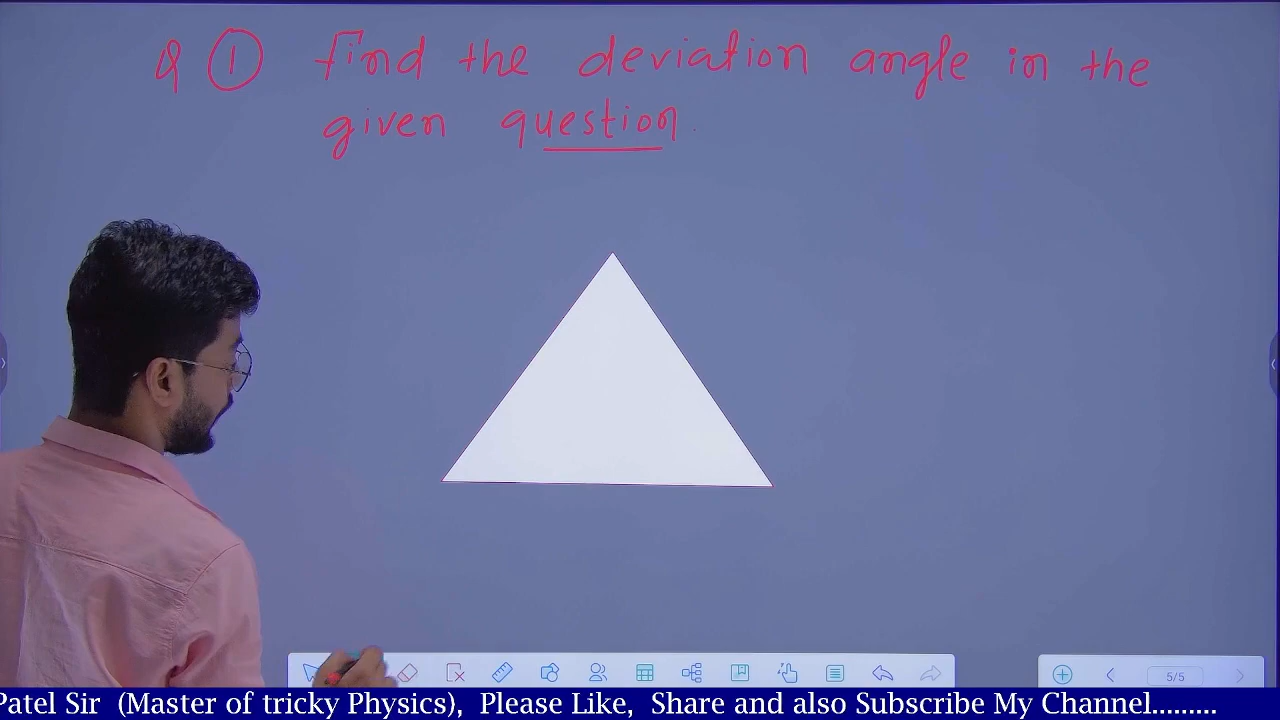 Q ① find the deviation angle in the
given question.
5/5
Patel Sir (Master of tricky Physics), Please Like, Share and also Subscribe My Channel.........